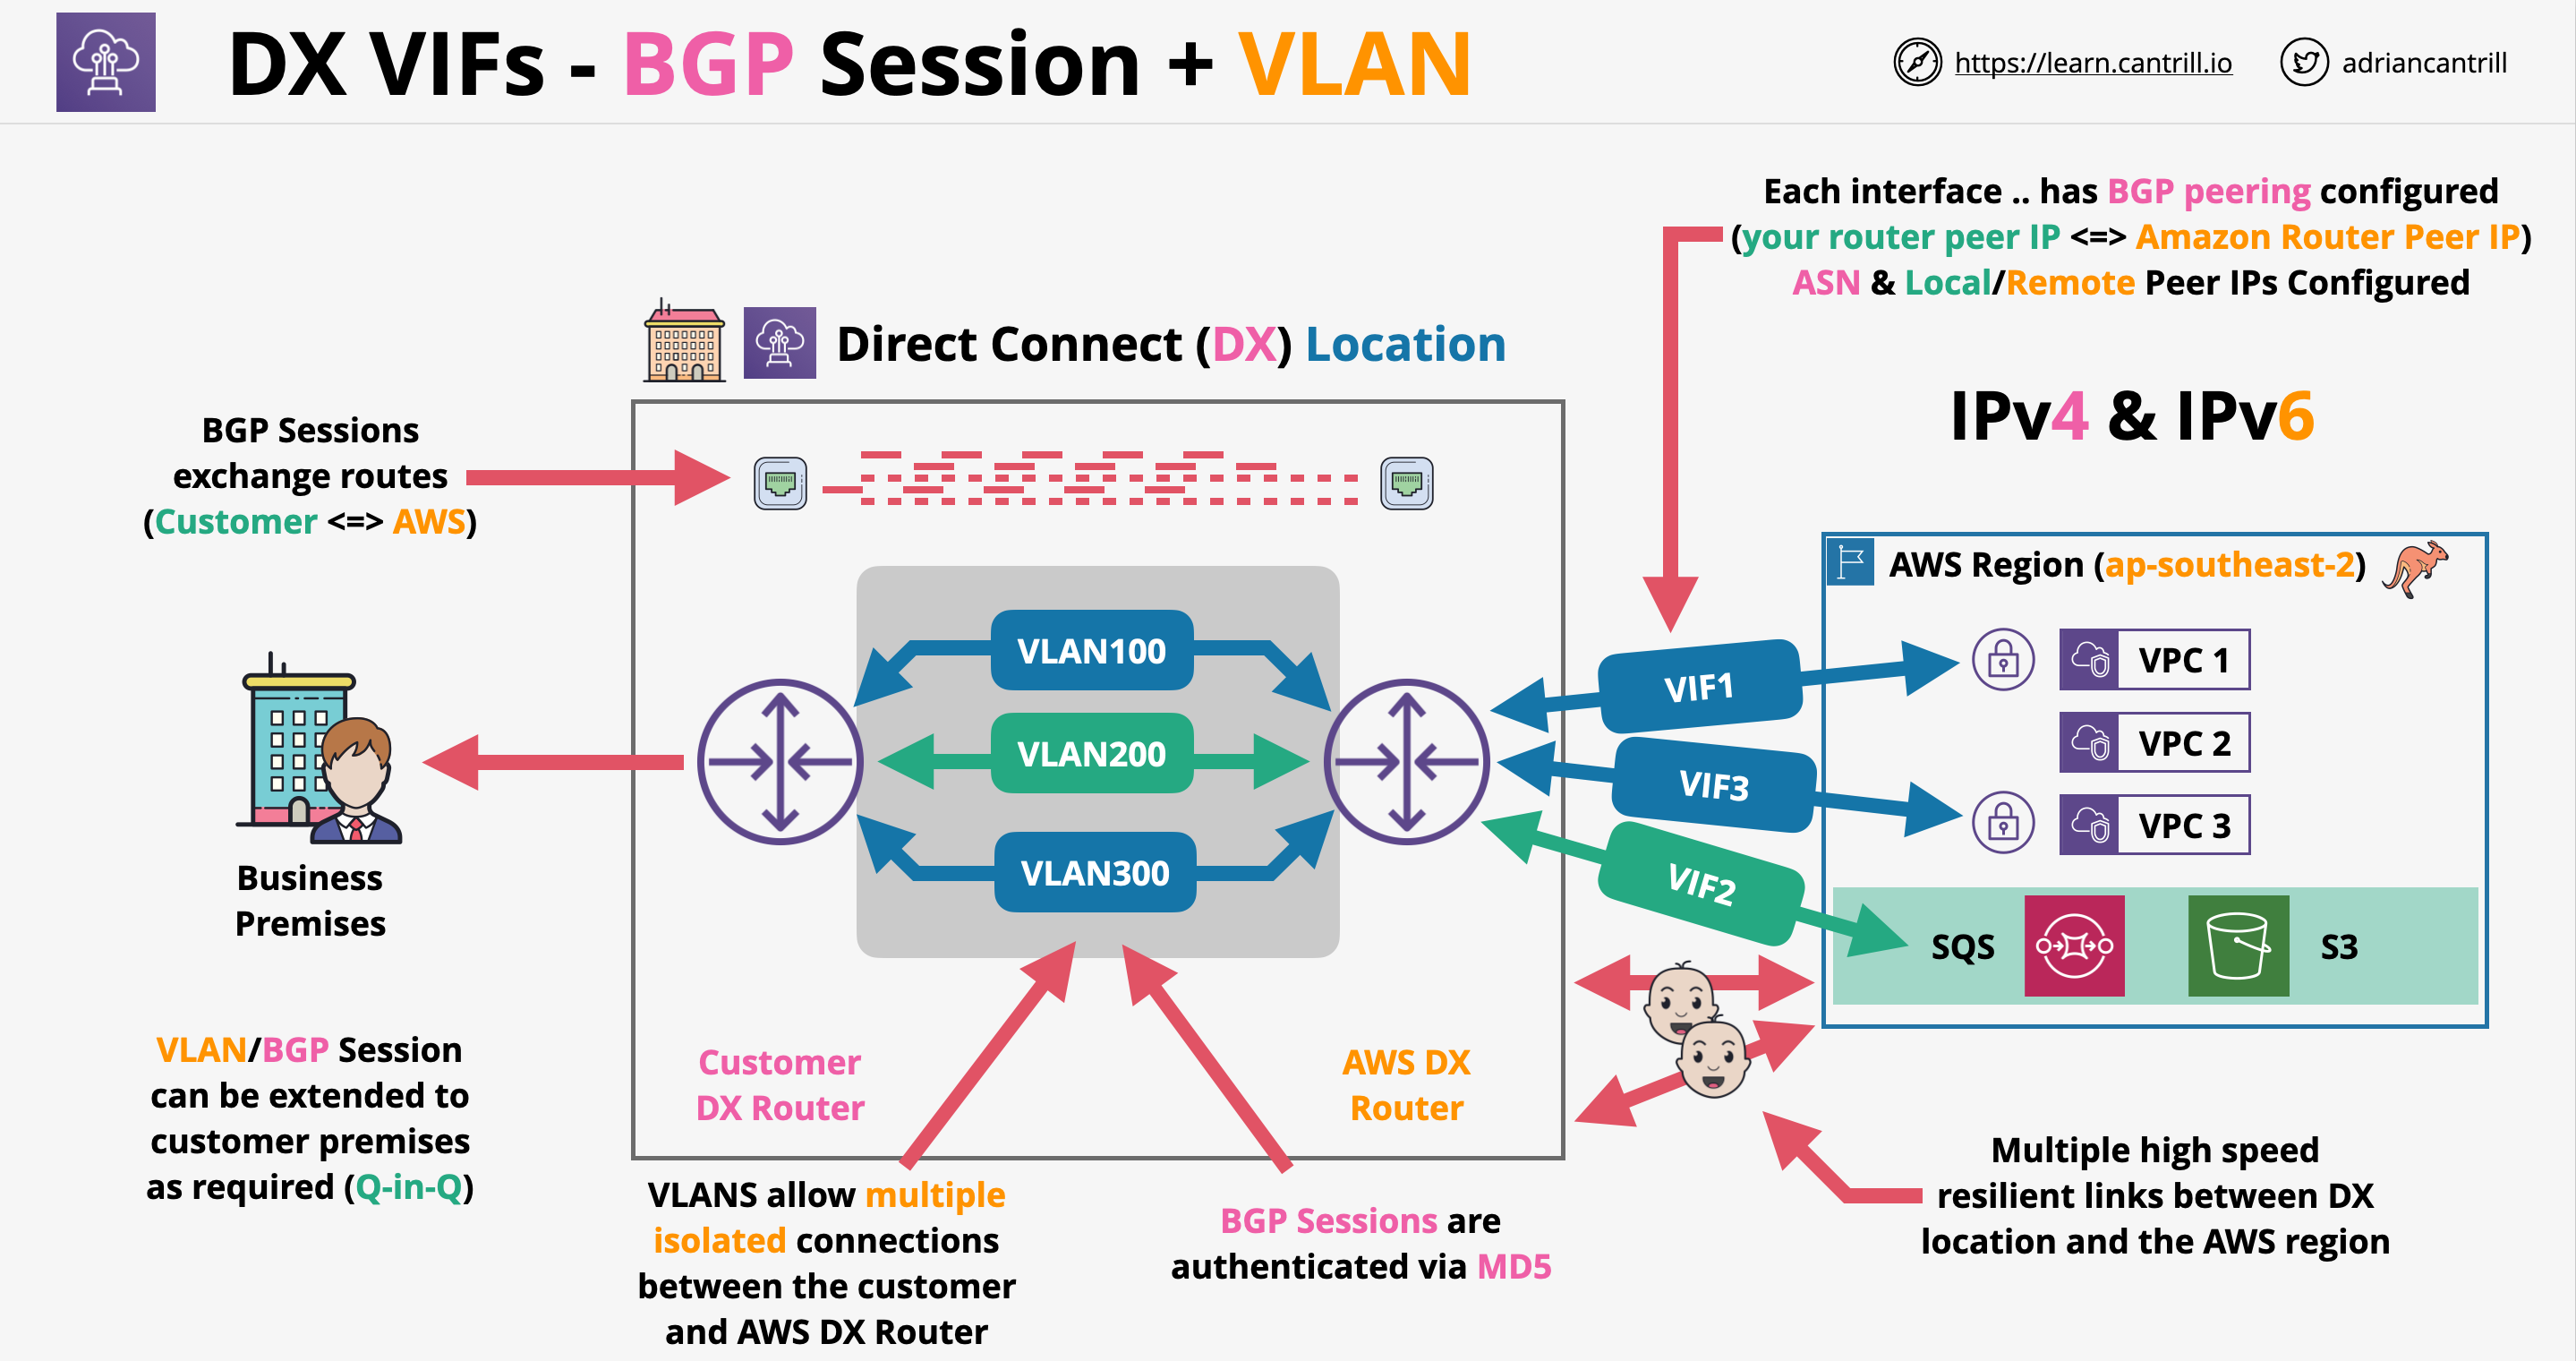 DX VIFs - BGP Session + VLAN
https://learn.cantrill.io
adriancantrill
Each interface .. has BGP peering configured
(your router peer IP <=> Amazon Router Peer IP)
ASN & Local/Remote Peer IPs Configured
Direct Connect (DX) Location
IPv4 & IPv6
BGP Sessions
exchange routes
(Customer <=> AWS)
AWS Region (ap-southeast-2)
VLAN100
VLAN200
VLAN300
VIF1
VIF3
VIF2
VPC 1
VPC 2
VPC 3
SQS
S3
Business
Premises
VLAN/BGP Session
can be extended to
customer premises
as required (Q-in-Q)
Customer
DX Router
AWS DX
Router
VLANS allow multiple
isolated connections
between the customer
and AWS DX Router
BGP Sessions are
authenticated via MD5
Multiple high speed
resilient links between DX
location and the AWS region